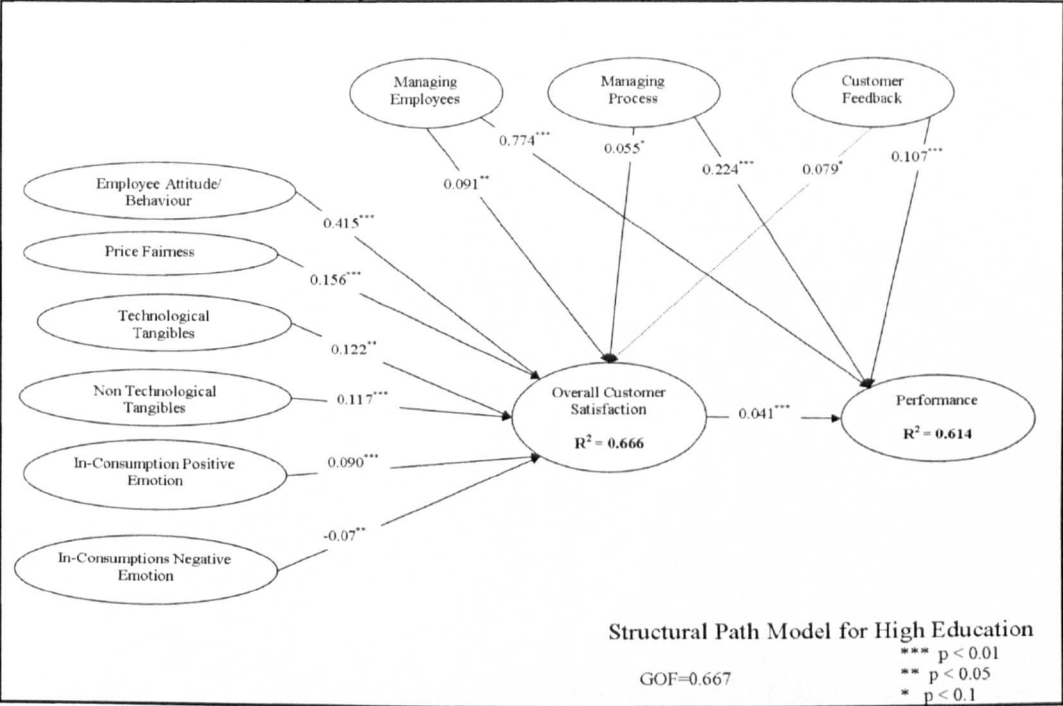 Managing
Employees
Managing
Process
Customer
Feedback
0.774***
0.055*
0.224***
0.079*
0.107***
0.091**
Employee Attitude/
Behaviour
0.415***
Price Fairness
0.156***
Technological
Tangibles
0.122**
Non Technological
Tangibles
0.117***
In-Consumption Positive
Emotion
0.090***
In-Consumptions Negative
Emotion
-0.07**
Overall Customer
Satisfaction
R² = 0.666
0.041***
Performance
R² = 0.614
Structural Path Model for High Education
*** p < 0.01
** p < 0.05
* p < 0.1
GOF=0.667